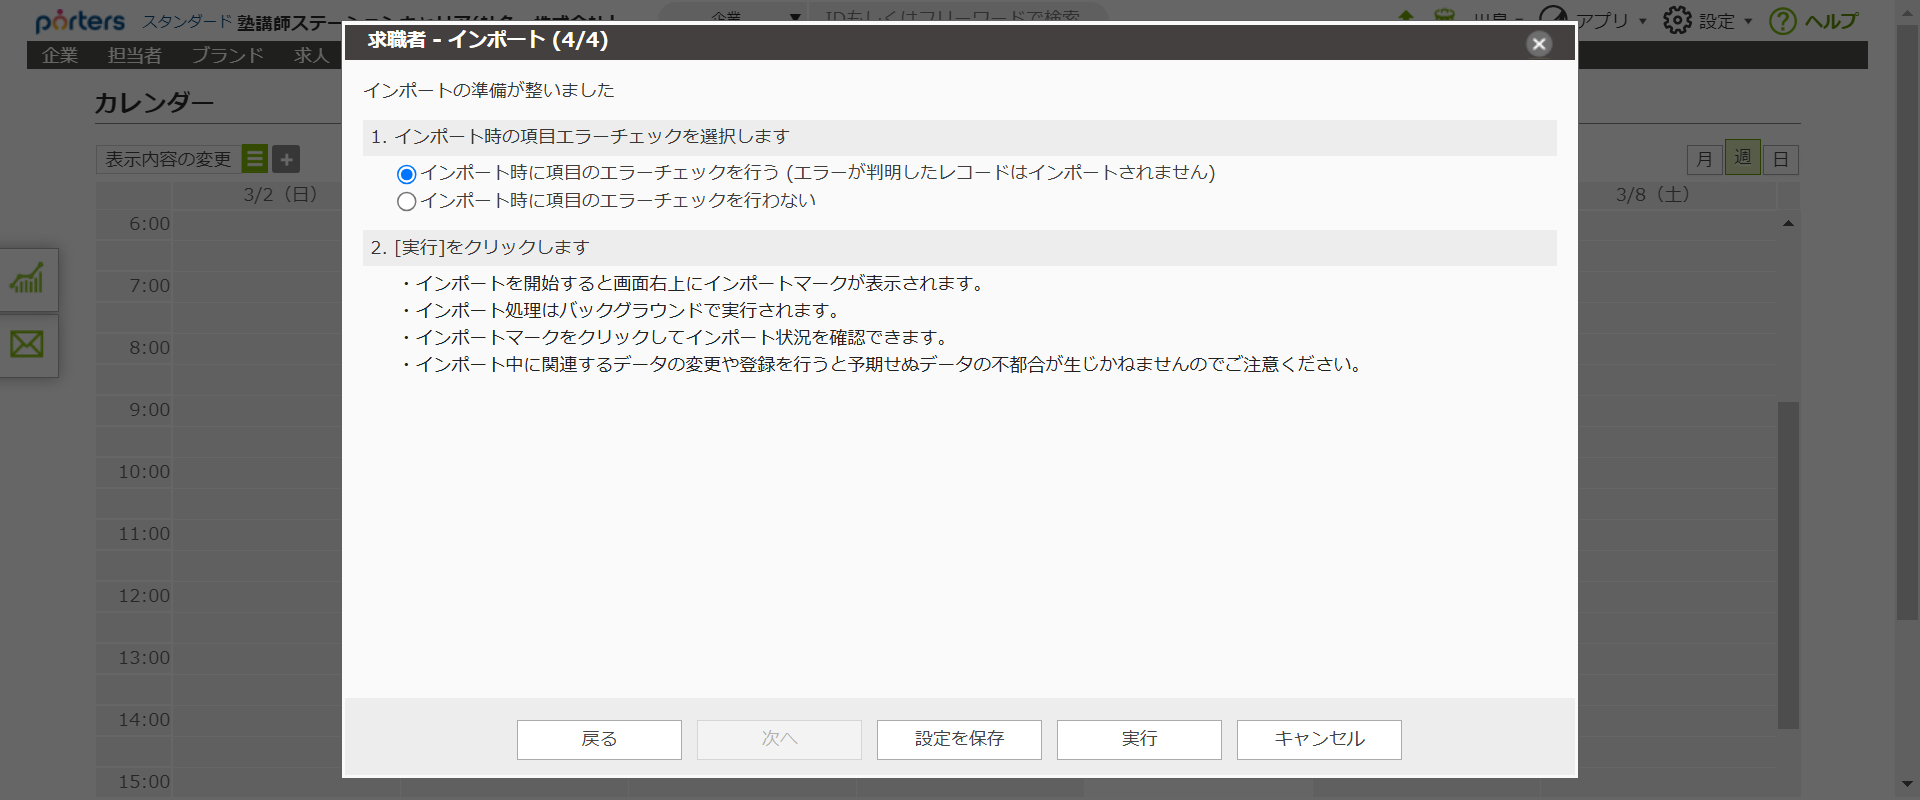 porters スタンダード 塾講師ステー
企業
アプリ 設定 ヘルプ
企業 担当者 ブランド 求人
カレンダー
表示内容の変更
月 週 日
3/2（日）
3/8（土）
6:00
7:00
8:00
9:00
10:00
11:00
12:00
13:00
14:00
15:00
求職者 - インポート (4/4)
インポートの準備が整いました
1. インポート時の項目エラーチェックを選択します
インポート時に項目のエラーチェックを行う (エラーが判明したレコードはインポートされません)
インポート時に項目のエラーチェックを行わない
2. [実行]をクリックします
・インポートを開始すると画面右上にインポートマークが表示されます。
・インポート処理はバックグラウンドで実行されます。
・インポートマークをクリックしてインポート状況を確認できます。
・インポート中に関連するデータの変更や登録を行うと予期せぬデータの不都合が生じかねませんのでご注意ください。
戻る 次へ 設定を保存 実行 キャンセル